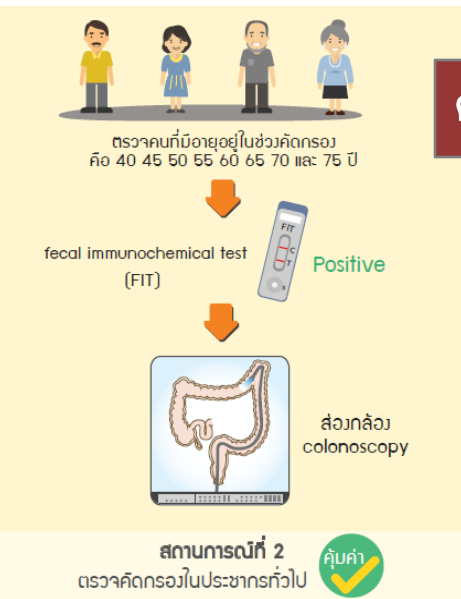 ตรวจคนที่มีอายุอยู่ในช่วงคัดกรอง
คือ 40 45 50 55 60 65 70 และ 75 ปี
fecal immunochemical test
(FIT)
FIT
C
T
S
Positive
ส่องกล้อง
colonoscopy
สถานการณ์ที่ 2
ตรวจคัดกรองในประชากรทั่วไป
คุ้มค่า